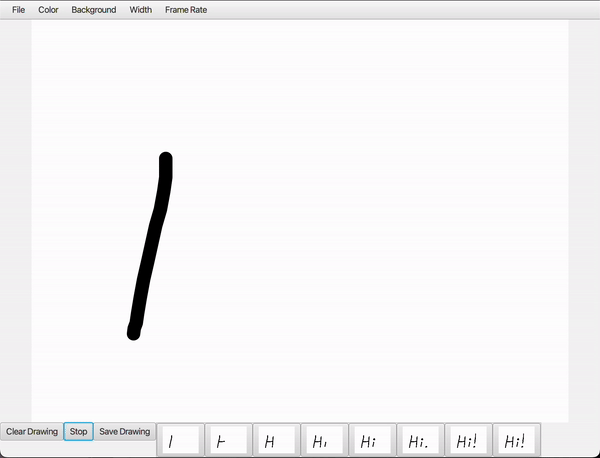 File Color Background Width Frame Rate
Clear Drawing Stop Save Drawing l ⊦ H Hı Hi Hi. Hi! Hi!